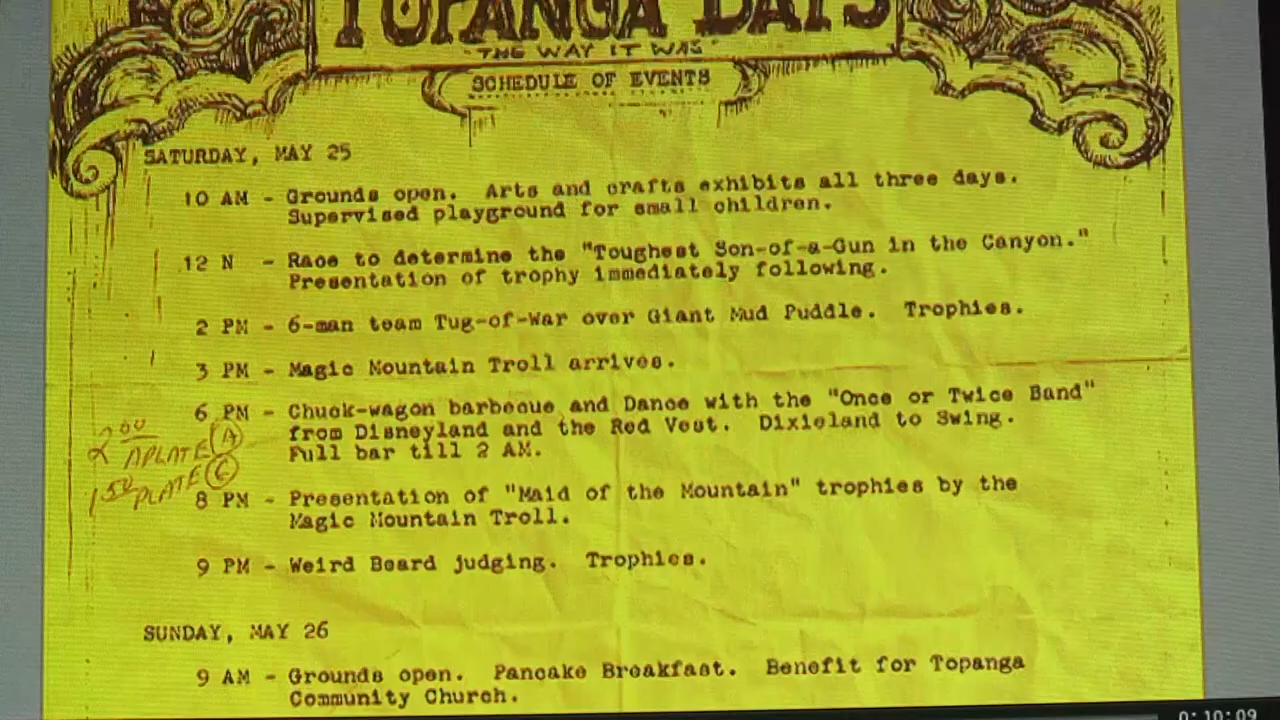 TOPANGA DAYS
"THE WAY IT WAS"
SCHEDULE OF EVENTS
SATURDAY, MAY 25
10 AM - Grounds open. Arts and crafts exhibits all three days.
Supervised playground for small children.
12 N - Race to determine the "Toughest Son-of-a-Gun in the Canyon."
Presentation of trophy immediately following.
2 PM - 6-man team Tug-of-War over Giant Mud Puddle. Trophies.
3 PM - Magic Mountain Troll arrives.
6 PM - Chuck-wagon barbecue and Dance with the "Once or Twice Band"
from Disneyland and the Red Vest. Dixieland to Swing.
Full bar till 2 AM.
2 00
A PLATE (A)
1 50 PLATE (C)
8 PM - Presentation of "Maid of the Mountain" trophies by the
Magic Mountain Troll.
9 PM - Weird Beard judging. Trophies.
SUNDAY, MAY 26
9 AM - Grounds open. Pancake Breakfast. Benefit for Topanga
Community Church.
0:10:09